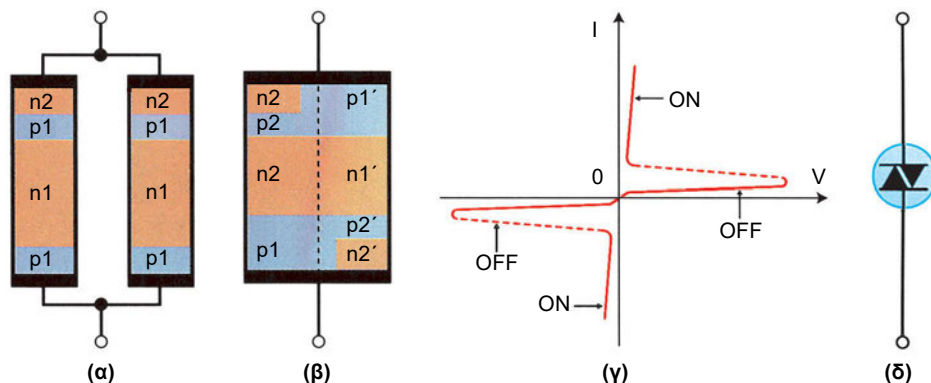 n2
p1
n1
p1
n2
p1
n1
p1
(α)
n2
p1´
p2
n2
n1´
p2´
p1
n2´
(β)
I
ON
0
V
OFF
OFF
ON
(γ)
(δ)